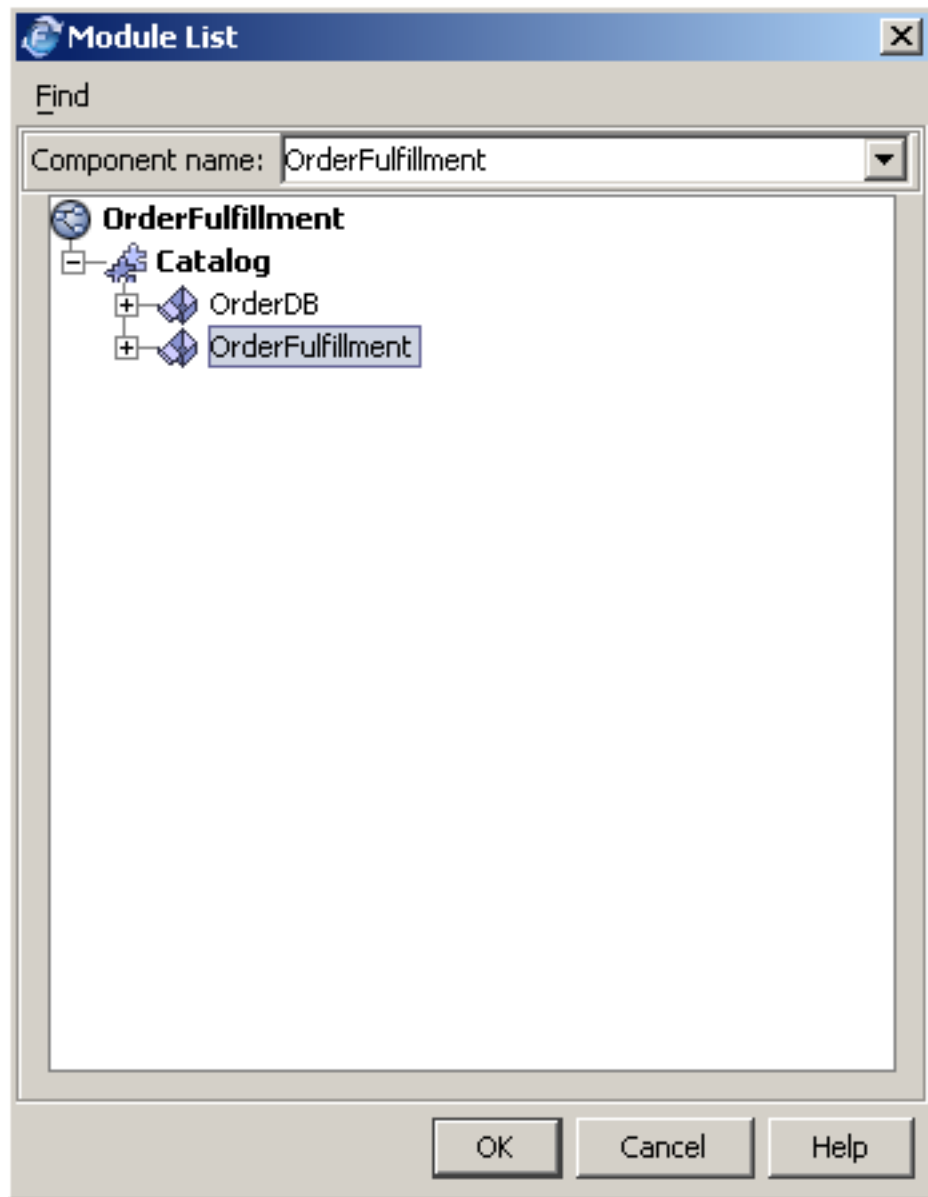 Module List
Find
Component name: OrderFulfillment
OrderFulfillment
Catalog
OrderDB
OrderFulfillment
OK Cancel Help